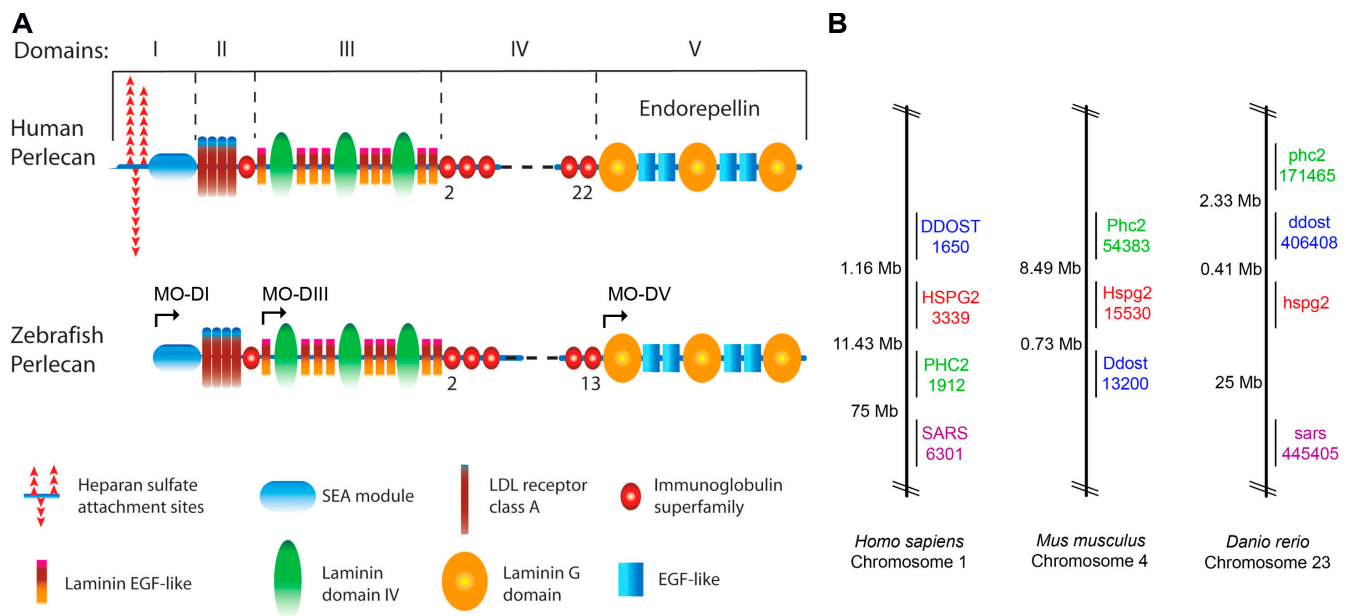 A
Domains:
I
II
III
IV
V
Human
Perlecan
Endorepellin
2
22
MO-DI
MO-DIII
MO-DV
Zebrafish
Perlecan
2
13
Heparan sulfate
attachment sites
SEA module
LDL receptor
class A
Immunoglobulin
superfamily
Laminin EGF-like
Laminin
domain IV
Laminin G
domain
EGF-like
B
DDOST
1650
1.16 Mb
HSPG2
3339
11.43 Mb
PHC2
1912
75 Mb
SARS
6301
Homo sapiens
Chromosome 1
Phc2
54383
8.49 Mb
Hspg2
15530
0.73 Mb
Ddost
13200
Mus musculus
Chromosome 4
phc2
171465
2.33 Mb
ddost
406408
0.41 Mb
hspg2
25 Mb
sars
445405
Danio rerio
Chromosome 23